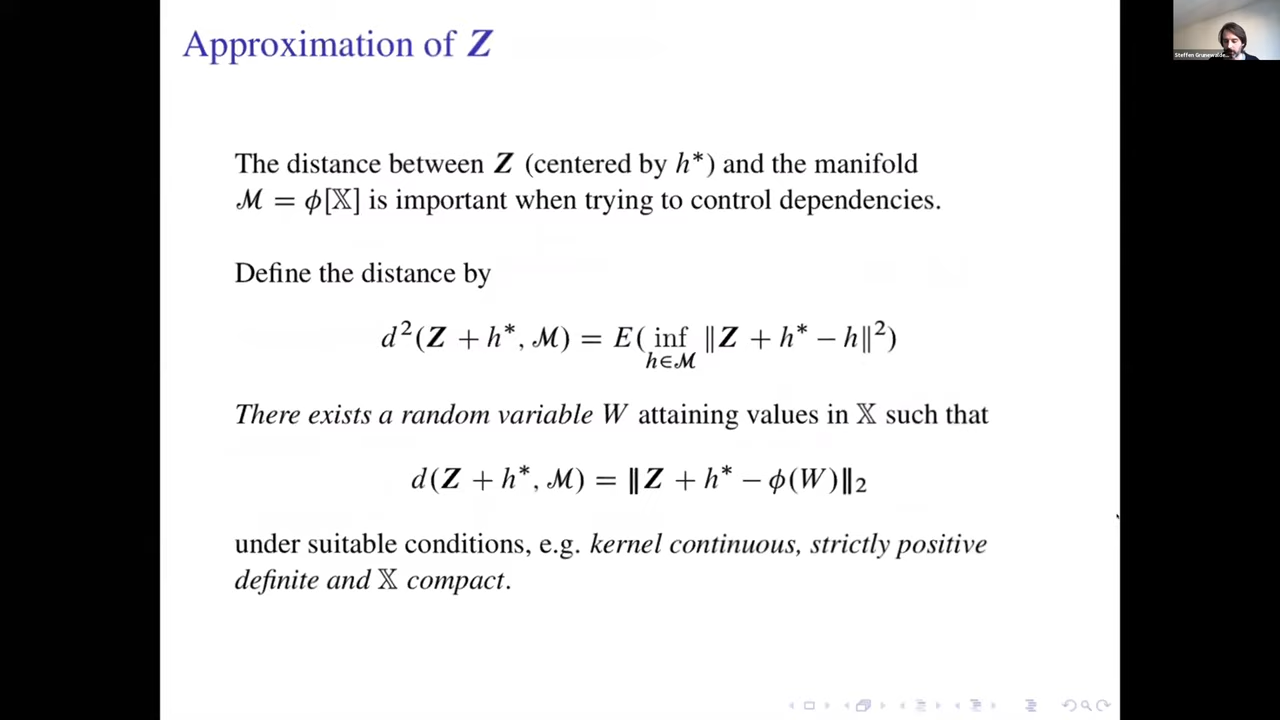 Approximation of Z
The distance between Z (centered by h*) and the manifold
ℳ = ϕ[𝕏] is important when trying to control dependencies.
Define the distance by
d²(Z + h*, ℳ) = E( inf ‖Z + h* − h‖²)
h∈ℳ
There exists a random variable W attaining values in 𝕏 such that
d(Z + h*, ℳ) = ⦀Z + h* − ϕ(W)⦀₂
under suitable conditions, e.g. kernel continuous, strictly positive
definite and 𝕏 compact.
Steffen Grunewalde...